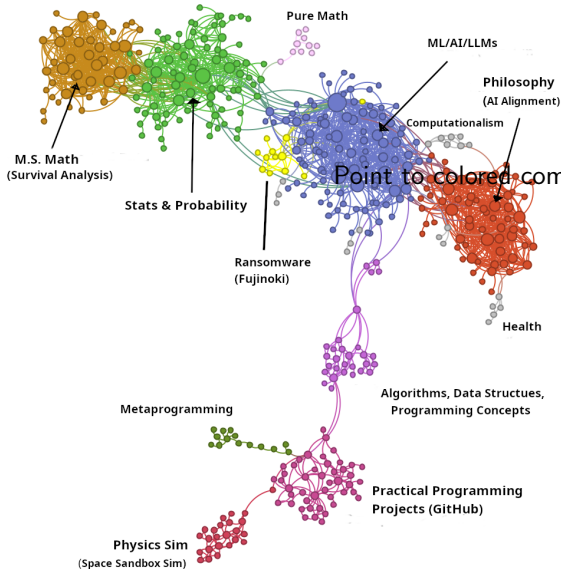 Pure Math
ML/AI/LLMs
Philosophy
(AI Alignment)
Computationalism
M.S. Math
(Survival Analysis)
Point to colored com
Stats & Probability
Ransomware
(Fujinoki)
Health
Algorithms, Data Structues,
Programming Concepts
Metaprogramming
Practical Programming
Projects (GitHub)
Physics Sim
(Space Sandbox Sim)